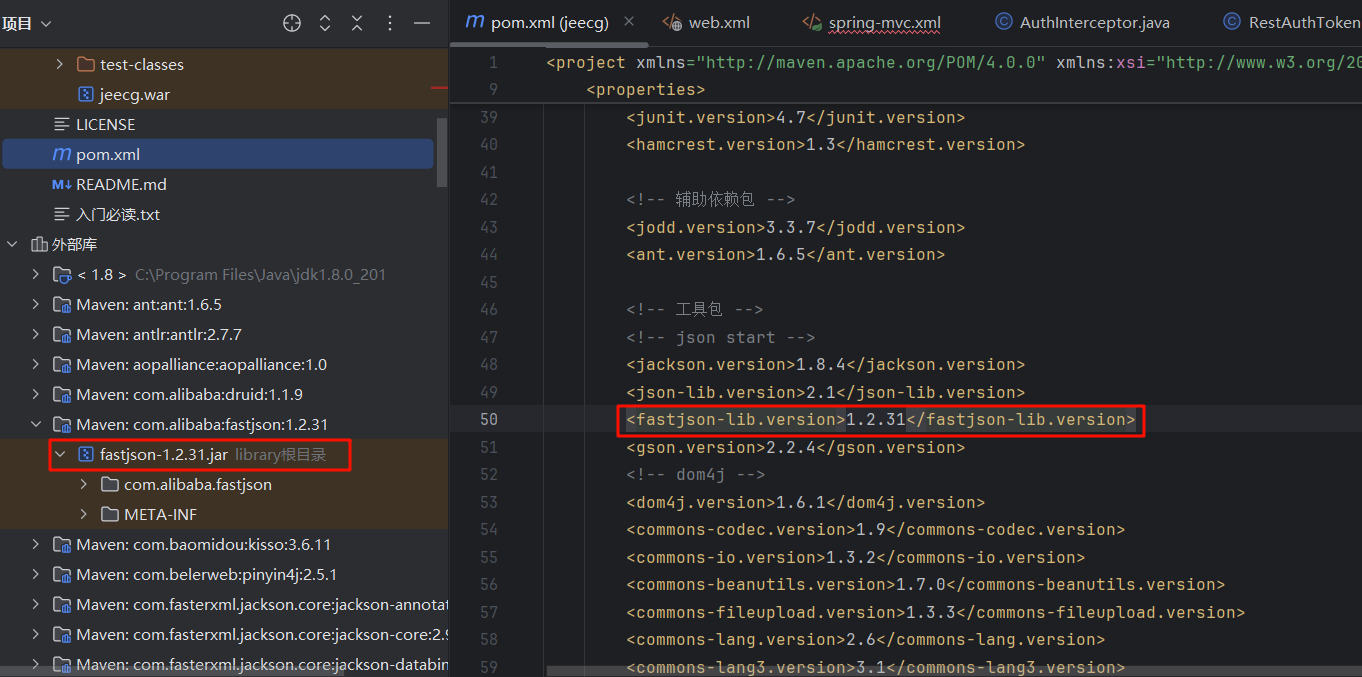 项目
test-classes
jeecg.war
LICENSE
pom.xml
README.md
入门必读.txt
外部库
< 1.8 > C:\Program Files\Java\jdk1.8.0_201
Maven: ant:ant:1.6.5
Maven: antlr:antlr:2.7.7
Maven: aopalliance:aopalliance:1.0
Maven: com.alibaba:druid:1.1.9
Maven: com.alibaba:fastjson:1.2.31
fastjson-1.2.31.jar library根目录
com.alibaba.fastjson
META-INF
Maven: com.baomidou:kisso:3.6.11
Maven: com.belerweb:pinyin4j:2.5.1
Maven: com.fasterxml.jackson.core:jackson-annotat
Maven: com.fasterxml.jackson.core:jackson-core:2.9
Maven: com.fasterxml.jackson.core:jackson-databin
pom.xml (jeecg) web.xml spring-mvc.xml AuthInterceptor.java RestAuthToken
1 <project xmlns="http://maven.apache.org/POM/4.0.0" xmlns:xsi="http://www.w3.org/20
9 <properties>
39 <junit.version>4.7</junit.version>
40 <hamcrest.version>1.3</hamcrest.version>
41
42 <!-- 辅助依赖包 -->
43 <jodd.version>3.3.7</jodd.version>
44 <ant.version>1.6.5</ant.version>
45
46 <!-- 工具包 -->
47 <!-- json start -->
48 <jackson.version>1.8.4</jackson.version>
49 <json-lib.version>2.1</json-lib.version>
50 <fastjson-lib.version>1.2.31</fastjson-lib.version>
51 <gson.version>2.2.4</gson.version>
52 <!-- dom4j -->
53 <dom4j.version>1.6.1</dom4j.version>
54 <commons-codec.version>1.9</commons-codec.version>
55 <commons-io.version>1.3.2</commons-io.version>
56 <commons-beanutils.version>1.7.0</commons-beanutils.version>
57 <commons-fileupload.version>1.3.3</commons-fileupload.version>
58 <commons-lang.version>2.6</commons-lang.version>
59 <commons-lang3.version>3.1</commons-lang3.version>